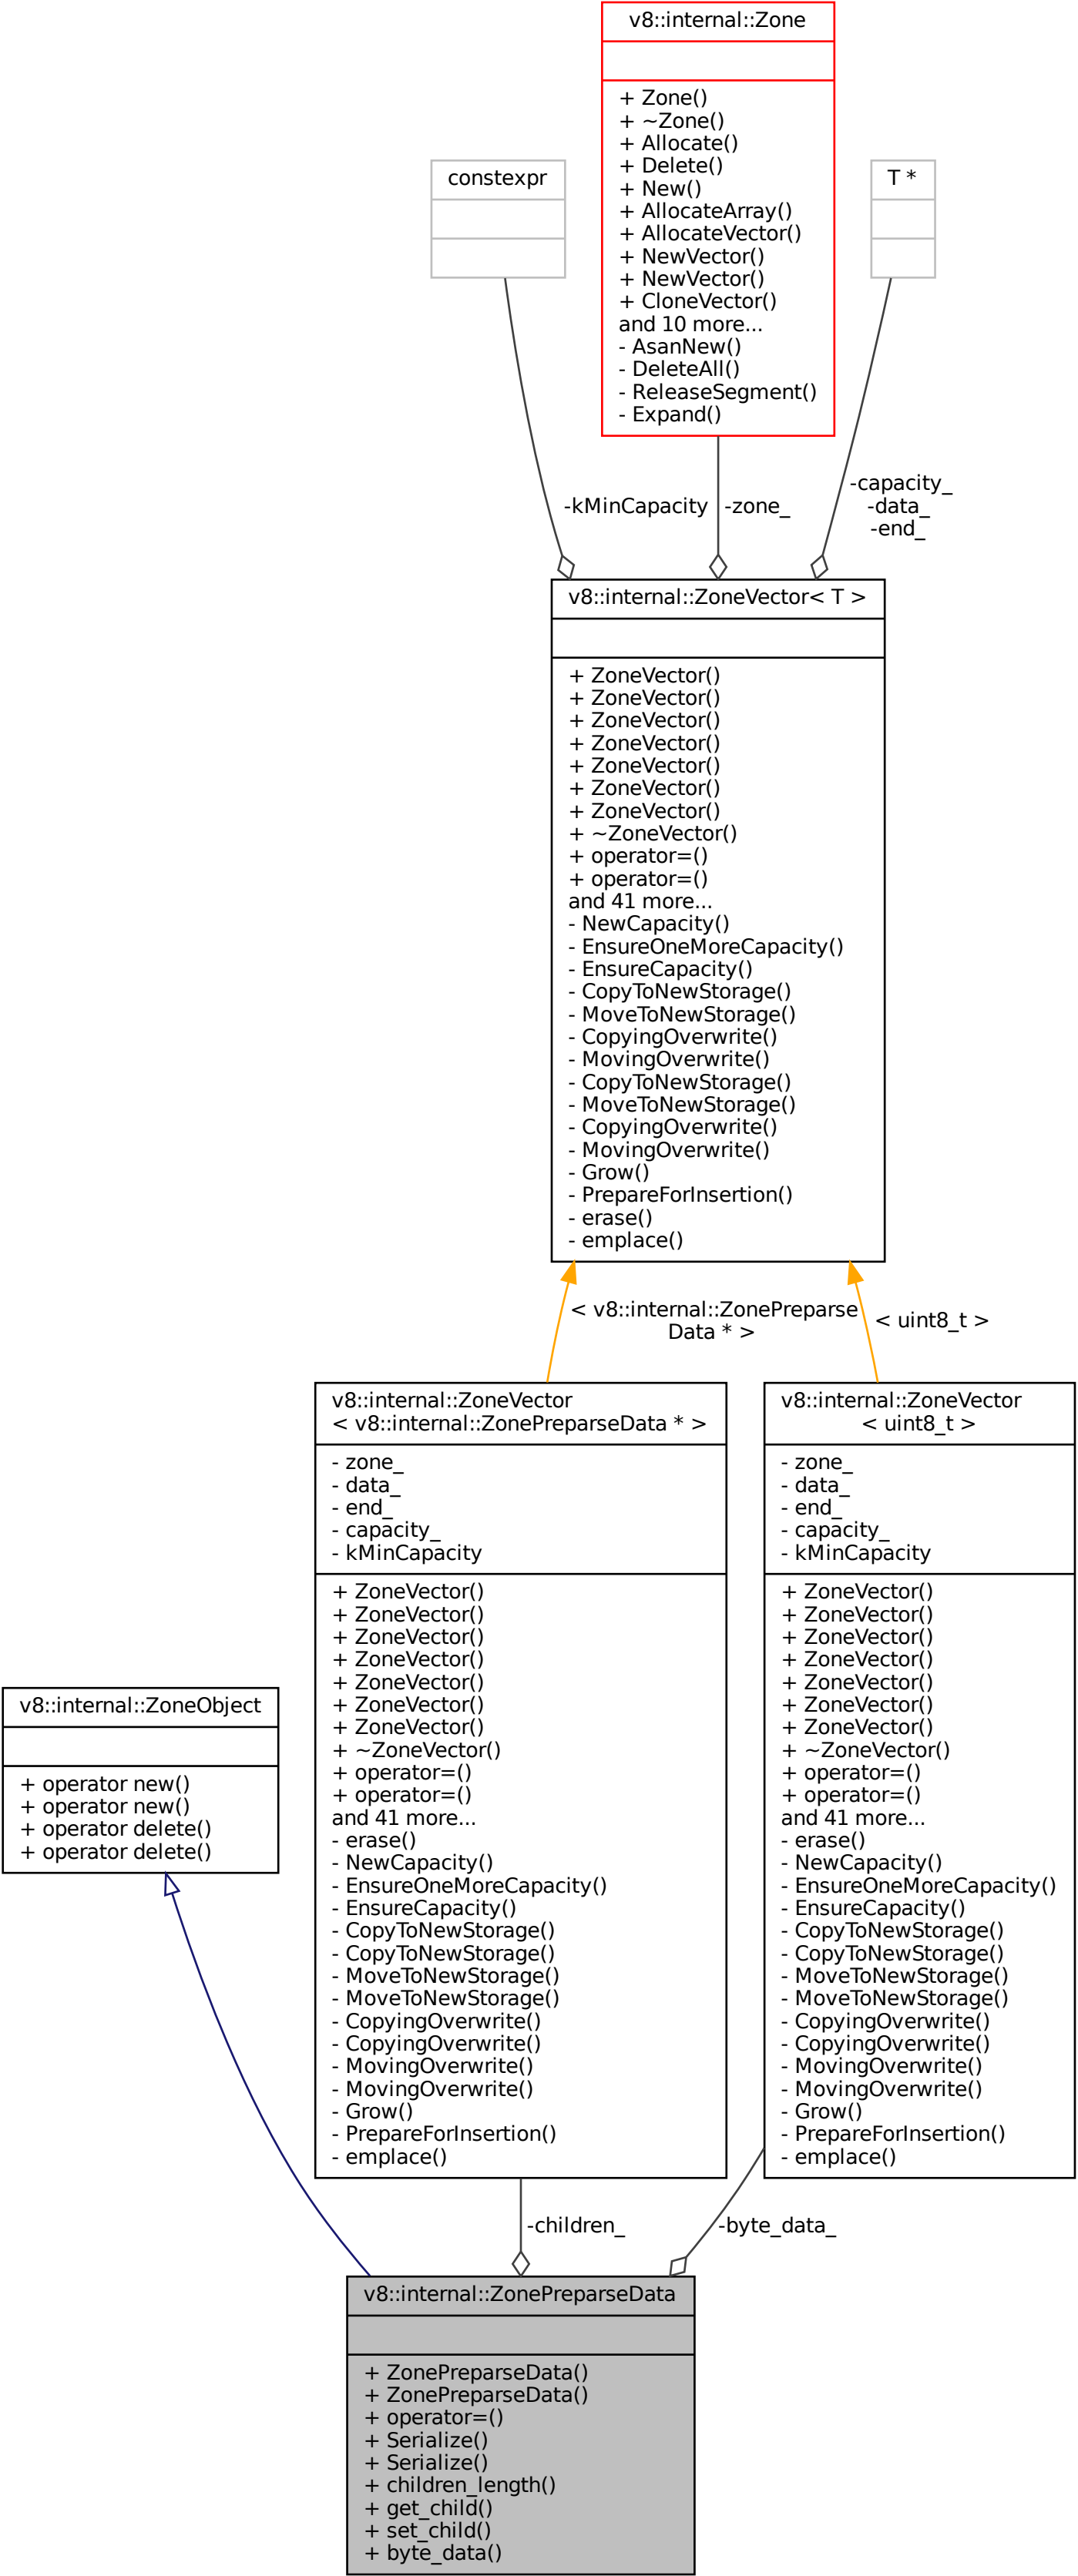 v8::internal::Zone
+ Zone()
+ ~Zone()
+ Allocate()
+ Delete()
+ New()
+ AllocateArray()
+ AllocateVector()
+ NewVector()
+ NewVector()
+ CloneVector()
and 10 more...
- AsanNew()
- DeleteAll()
- ReleaseSegment()
- Expand()
constexpr
T *
-kMinCapacity
-zone_
-capacity_
-data_
-end_
v8::internal::ZoneVector< T >
+ ZoneVector()
+ ZoneVector()
+ ZoneVector()
+ ZoneVector()
+ ZoneVector()
+ ZoneVector()
+ ZoneVector()
+ ~ZoneVector()
+ operator=()
+ operator=()
and 41 more...
- NewCapacity()
- EnsureOneMoreCapacity()
- EnsureCapacity()
- CopyToNewStorage()
- MoveToNewStorage()
- CopyingOverwrite()
- MovingOverwrite()
- CopyToNewStorage()
- MoveToNewStorage()
- CopyingOverwrite()
- MovingOverwrite()
- Grow()
- PrepareForInsertion()
- erase()
- emplace()
< v8::internal::ZonePreparse
Data * >
< uint8_t >
v8::internal::ZoneVector
< v8::internal::ZonePreparseData * >
- zone_
- data_
- end_
- capacity_
- kMinCapacity
+ ZoneVector()
+ ZoneVector()
+ ZoneVector()
+ ZoneVector()
+ ZoneVector()
+ ZoneVector()
+ ZoneVector()
+ ~ZoneVector()
+ operator=()
+ operator=()
and 41 more...
- erase()
- NewCapacity()
- EnsureOneMoreCapacity()
- EnsureCapacity()
- CopyToNewStorage()
- CopyToNewStorage()
- MoveToNewStorage()
- MoveToNewStorage()
- CopyingOverwrite()
- CopyingOverwrite()
- MovingOverwrite()
- MovingOverwrite()
- Grow()
- PrepareForInsertion()
- emplace()
v8::internal::ZoneVector
< uint8_t >
- zone_
- data_
- end_
- capacity_
- kMinCapacity
+ ZoneVector()
+ ZoneVector()
+ ZoneVector()
+ ZoneVector()
+ ZoneVector()
+ ZoneVector()
+ ZoneVector()
+ ~ZoneVector()
+ operator=()
+ operator=()
and 41 more...
- erase()
- NewCapacity()
- EnsureOneMoreCapacity()
- EnsureCapacity()
- CopyToNewStorage()
- CopyToNewStorage()
- MoveToNewStorage()
- MoveToNewStorage()
- CopyingOverwrite()
- CopyingOverwrite()
- MovingOverwrite()
- MovingOverwrite()
- Grow()
- PrepareForInsertion()
- emplace()
v8::internal::ZoneObject
+ operator new()
+ operator new()
+ operator delete()
+ operator delete()
-children_
-byte_data_
v8::internal::ZonePreparseData
+ ZonePreparseData()
+ ZonePreparseData()
+ operator=()
+ Serialize()
+ Serialize()
+ children_length()
+ get_child()
+ set_child()
+ byte_data()